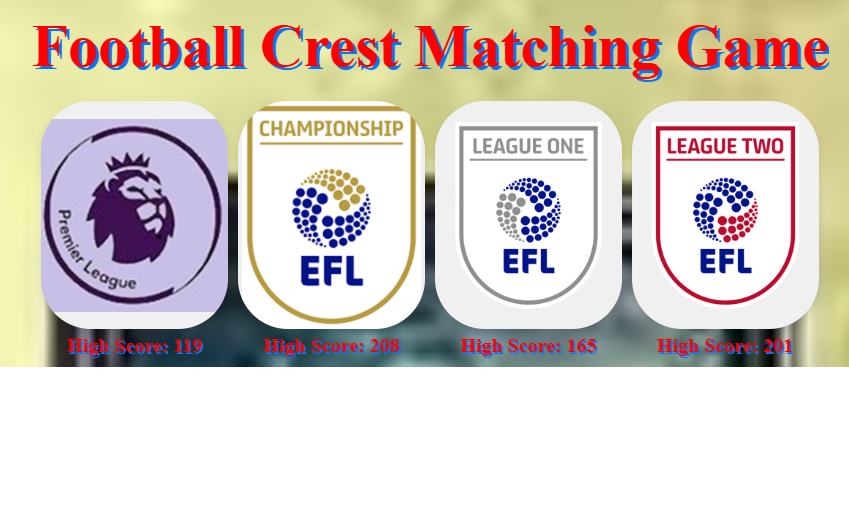 Football Crest Matching Game
Premier League
CHAMPIONSHIP
EFL
LEAGUE ONE
EFL
LEAGUE TWO
EFL
High Score: 119
High Score: 208
High Score: 165
High Score: 201